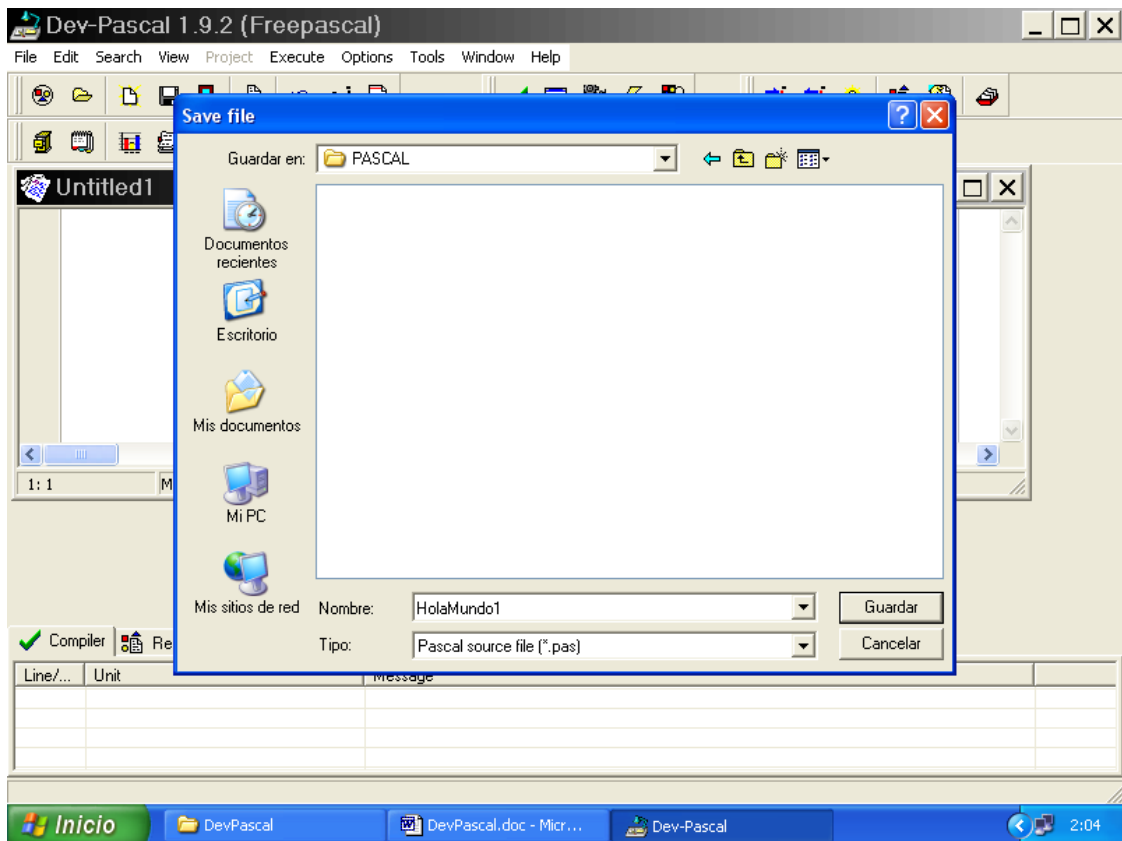 Dev-Pascal 1.9.2 (Freepascal)
File Edit Search View Project Execute Options Tools Window Help
Save file
Guardar en: PASCAL
Untitled1
Documentos
recientes
Escritorio
Mis documentos
1: 1 M
Mi PC
Mis sitios de red
Nombre: HolaMundo1 Guardar
Compiler Re
Tipo: Pascal source file (*.pas) Cancelar
Line/... Unit Message
Inicio DevPascal DevPascal.doc - Micr... Dev-Pascal 2:04